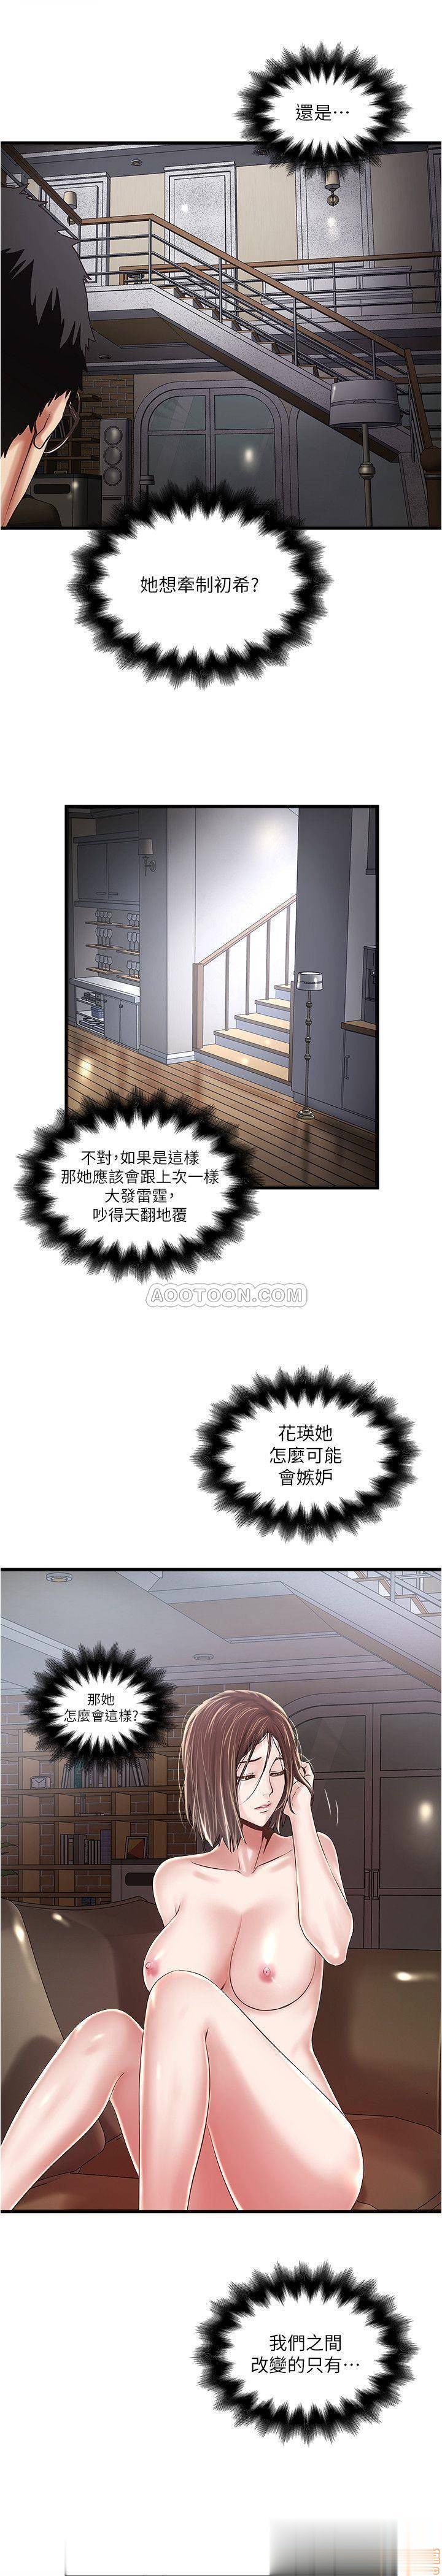 還是⋯
她想牽制初希?
不對,如果是這樣
那她應該會跟上次一樣
大發雷霆,
吵得天翻地覆
AOOTOON.COM
花瑛她
怎麼可能
會嫉妒
那她
怎麼會這樣?
我們之間
改變的只有⋯